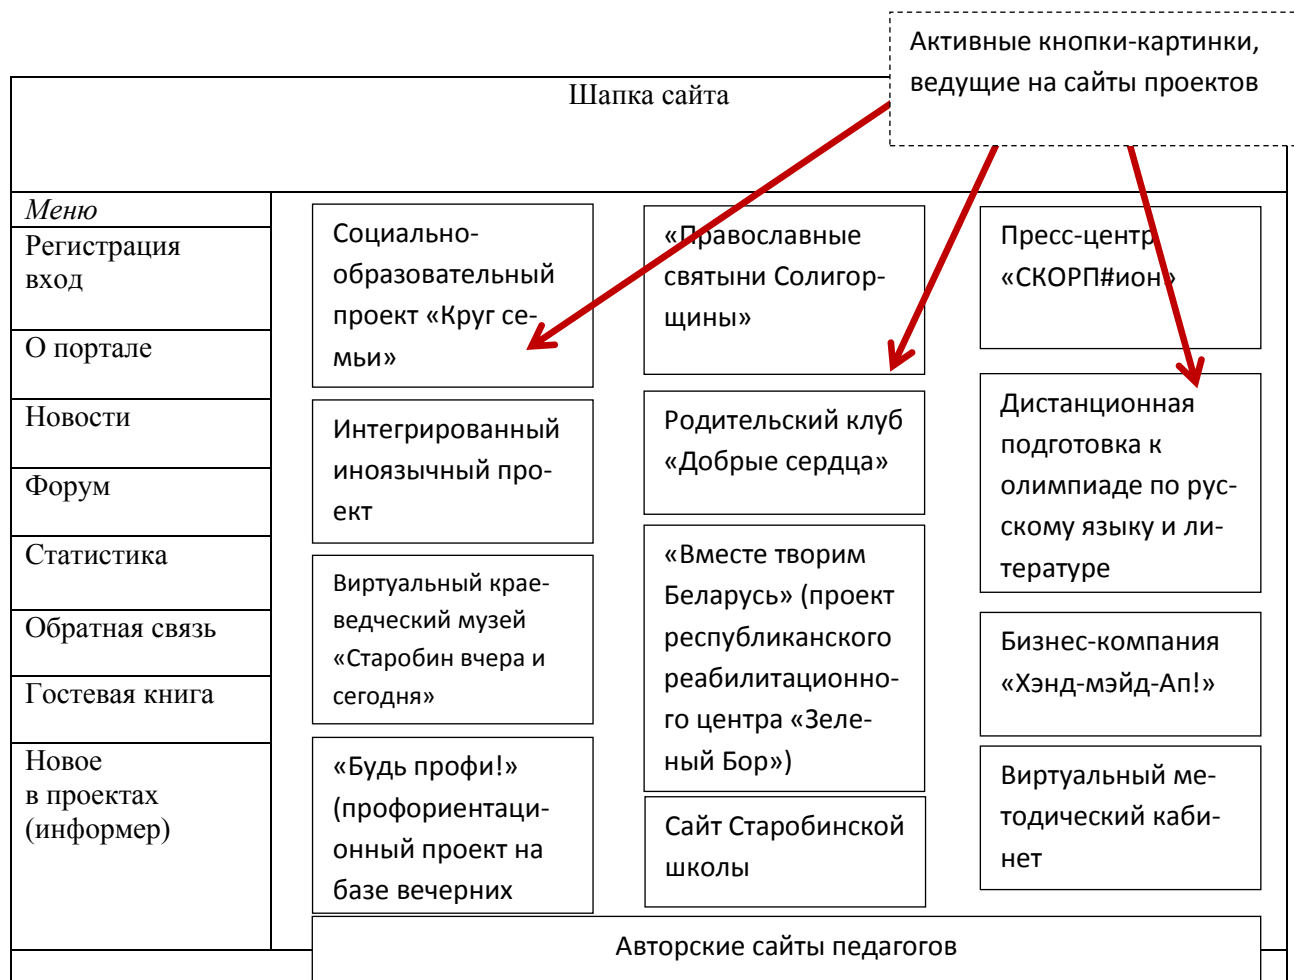 Активные кнопки-картинки,
ведущие на сайты проектов
Шапка сайта
Меню
Регистрация
вход
О портале
Новости
Форум
Статистика
Обратная связь
Гостевая книга
Новое
в проектах
(информер)
Социально-
образовательный
проект «Круг се-
мьи»
Интегрированный
иноязычный про-
ект
Виртуальный крае-
ведческий музей
«Старобин вчера и
сегодня»
«Будь профи!»
(профориентаци-
онный проект на
базе вечерних
«Православные
святыни Солигор-
щины»
Родительский клуб
«Добрые сердца»
«Вместе творим
Беларусь» (проект
республиканского
реабилитационно-
го центра «Зеле-
ный Бор»)
Сайт Старобинской
школы
Пресс-центр
«СКОРП#ион»
Дистанционная
подготовка к
олимпиаде по рус-
скому языку и ли-
тературе
Бизнес-компания
«Хэнд-мэйд-Ап!»
Виртуальный ме-
тодический каби-
нет
Авторские сайты педагогов